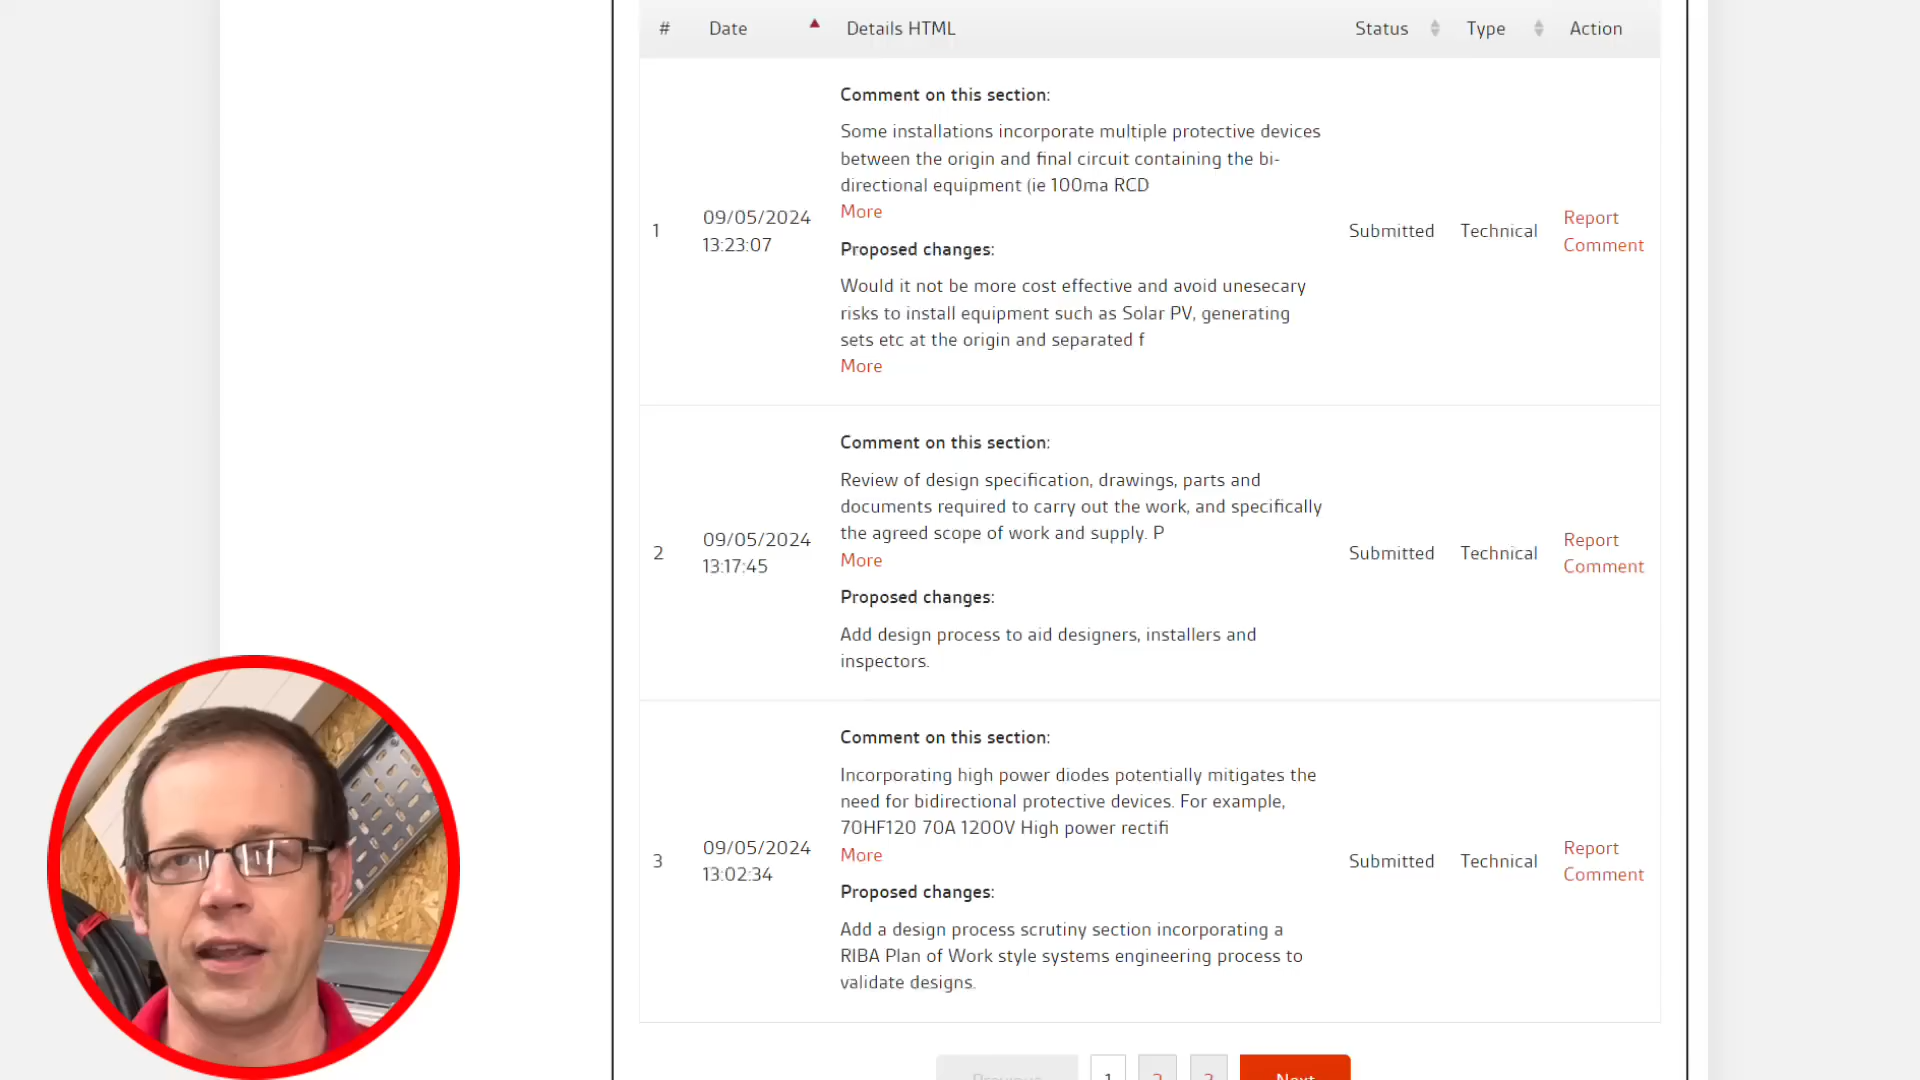 # Date Details HTML Status Type Action
Comment on this section:
Some installations incorporate multiple protective devices
between the origin and final circuit containing the bi-
directional equipment (ie 100ma RCD
More
Proposed changes:
Would it not be more cost effective and avoid unesecary
risks to install equipment such as Solar PV, generating
sets etc at the origin and separated f
More
1
09/05/2024
13:23:07
Submitted
Technical
Report
Comment
Comment on this section:
Review of design specification, drawings, parts and
documents required to carry out the work, and specifically
the agreed scope of work and supply. P
More
Proposed changes:
Add design process to aid designers, installers and
inspectors.
2
09/05/2024
13:17:45
Submitted
Technical
Report
Comment
Comment on this section:
Incorporating high power diodes potentially mitigates the
need for bidirectional protective devices. For example,
70HF120 70A 1200V High power rectifi
More
Proposed changes:
Add a design process scrutiny section incorporating a
RIBA Plan of Work style systems engineering process to
validate designs.
3
09/05/2024
13:02:34
Submitted
Technical
Report
Comment
Previous 1 2 3 Next